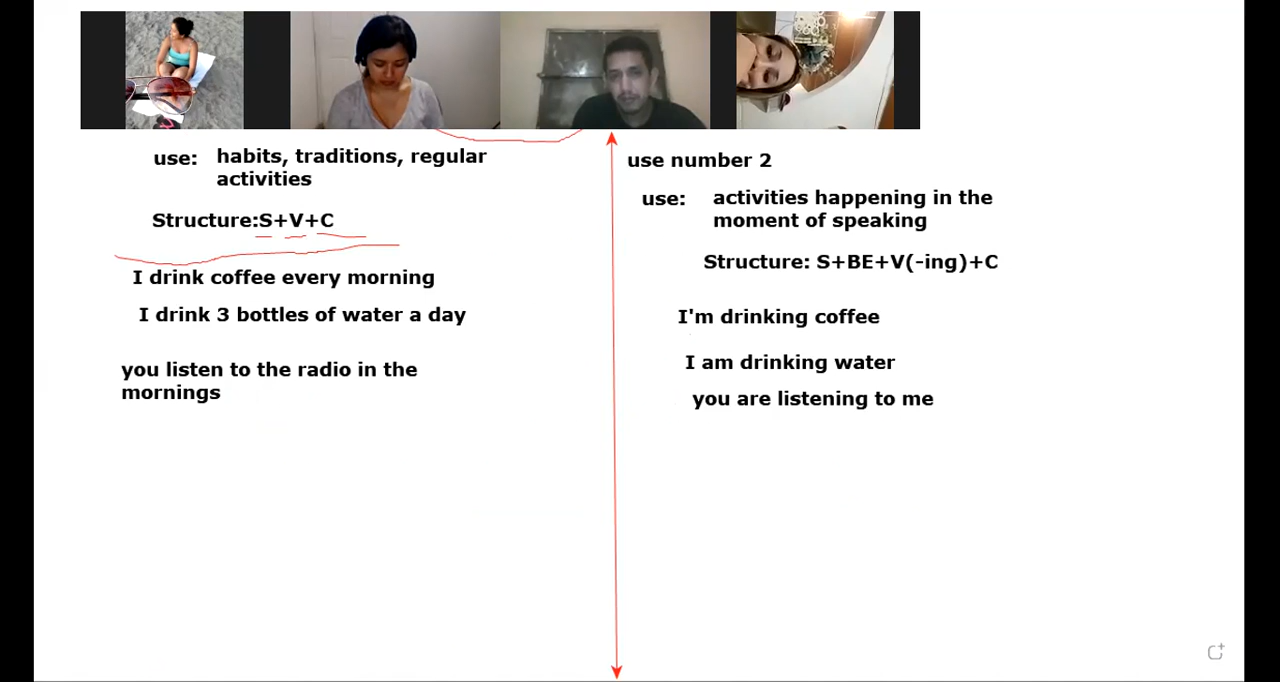 use: habits, traditions, regular
activities
Structure:S+V+C
I drink coffee every morning
I drink 3 bottles of water a day
you listen to the radio in the
mornings
use number 2
use: activities happening in the
moment of speaking
Structure: S+BE+V(-ing)+C
I'm drinking coffee
I am drinking water
you are listening to me